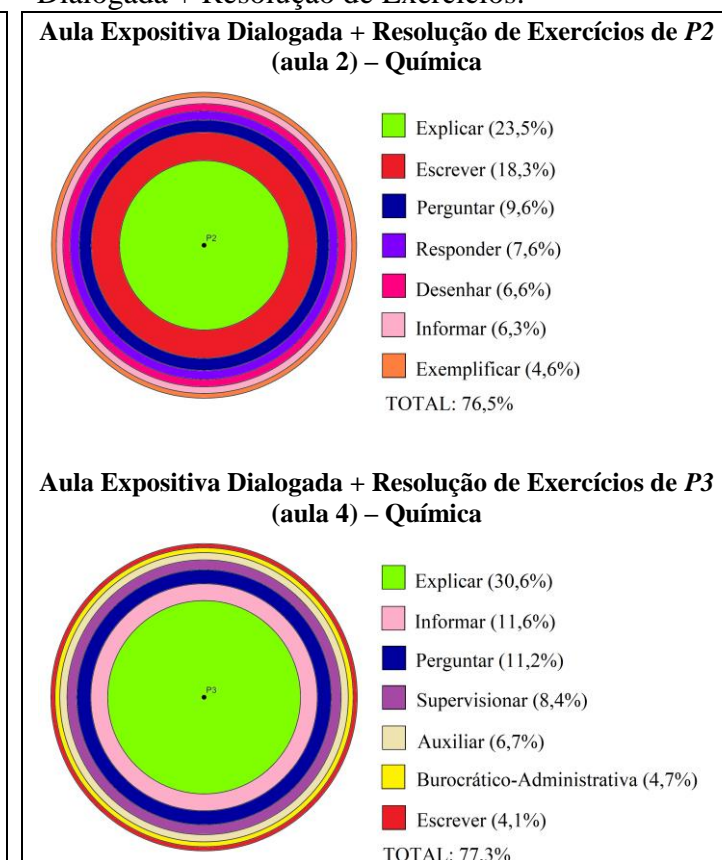 Dialogada + Resolução de Exercícios.
Aula Expositiva Dialogada + Resolução de Exercícios de P2
(aula 2) – Química
P2
Explicar (23,5%)
Escrever (18,3%)
Perguntar (9,6%)
Responder (7,6%)
Desenhar (6,6%)
Informar (6,3%)
Exemplificar (4,6%)
TOTAL: 76,5%
Aula Expositiva Dialogada + Resolução de Exercícios de P3
(aula 4) – Química
P3
Explicar (30,6%)
Informar (11,6%)
Perguntar (11,2%)
Supervisionar (8,4%)
Auxiliar (6,7%)
Burocrático-Administrativa (4,7%)
Escrever (4,1%)
TOTAL: 77,3%